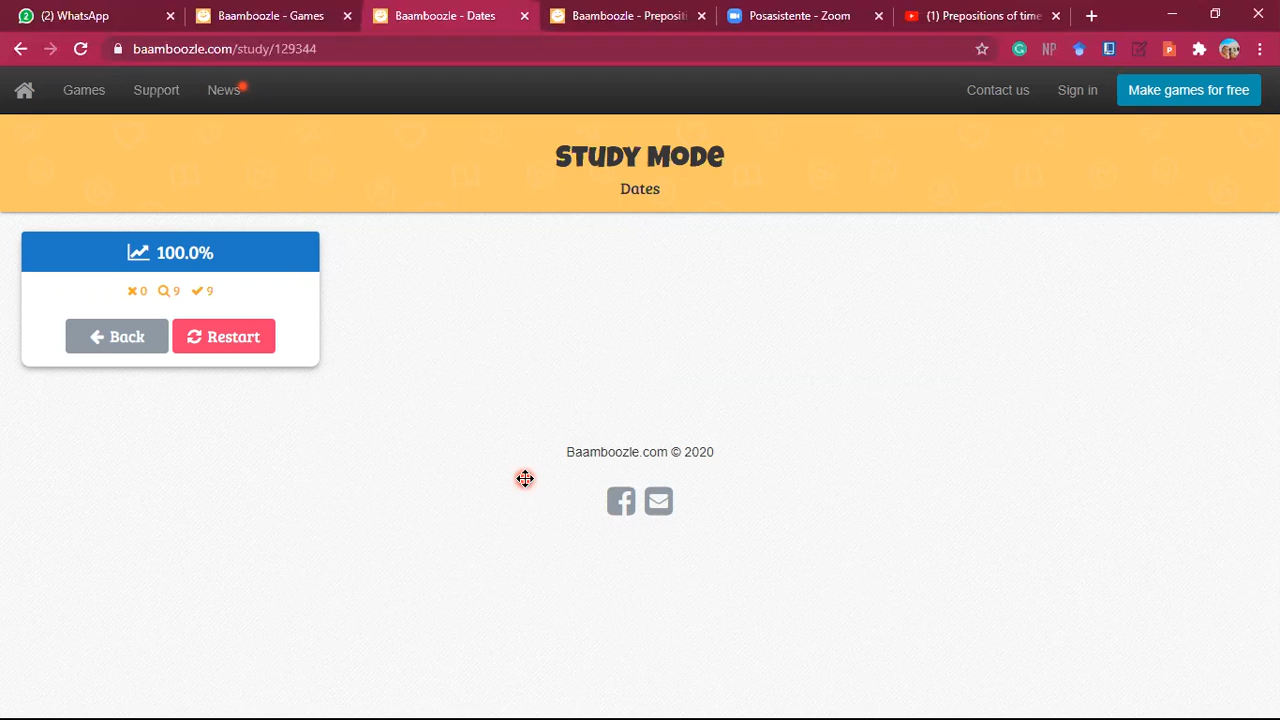 (2) WhatsApp
Baamboozle - Games
Baamboozle - Dates
Baamboozle - Preposit
Posasistente - Zoom
(1) Prepositions of time
baamboozle.com/study/129344
NP
Games
Support
News
Contact us
Sign in
Make games for free
Study Mode
Dates
100.0%
0 9 9
Back
Restart
Baamboozle.com © 2020